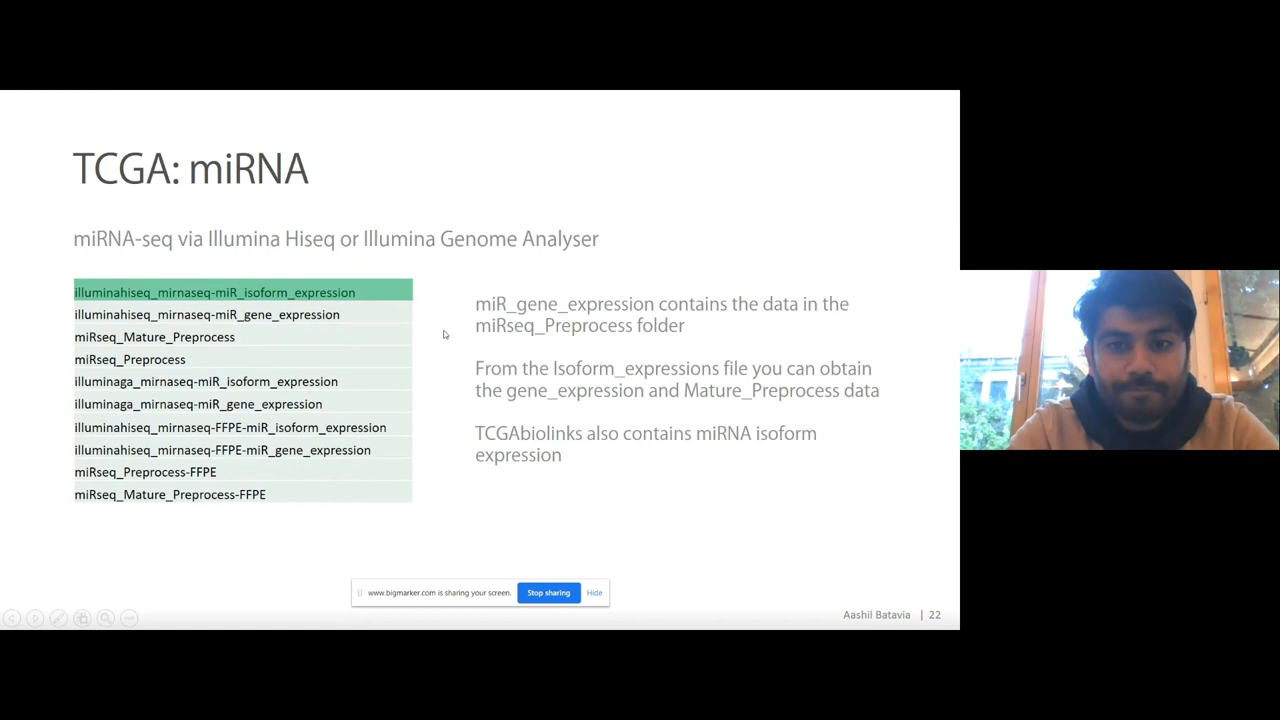 TCGA: miRNA
miRNA-seq via Illumina Hiseq or Illumina Genome Analyser
illuminahiseq_mirnaseq-miR_isoform_expression
illuminahiseq_mirnaseq-miR_gene_expression
miRseq_Mature_Preprocess
miRseq_Preprocess
illuminaga_mirnaseq-miR_isoform_expression
illuminaga_mirnaseq-miR_gene_expression
illuminahiseq_mirnaseq-FFPE-miR_isoform_expression
illuminahiseq_mirnaseq-FFPE-miR_gene_expression
miRseq_Preprocess-FFPE
miRseq_Mature_Preprocess-FFPE
miR_gene_expression contains the data in the
miRseq_Preprocess folder
From the Isoform_expressions file you can obtain
the gene_expression and Mature_Preprocess data
TCGAbiolinks also contains miRNA isoform
expression
www.bigmarker.com is sharing your screen. Stop sharing Hide
Aashil Batavia | 22